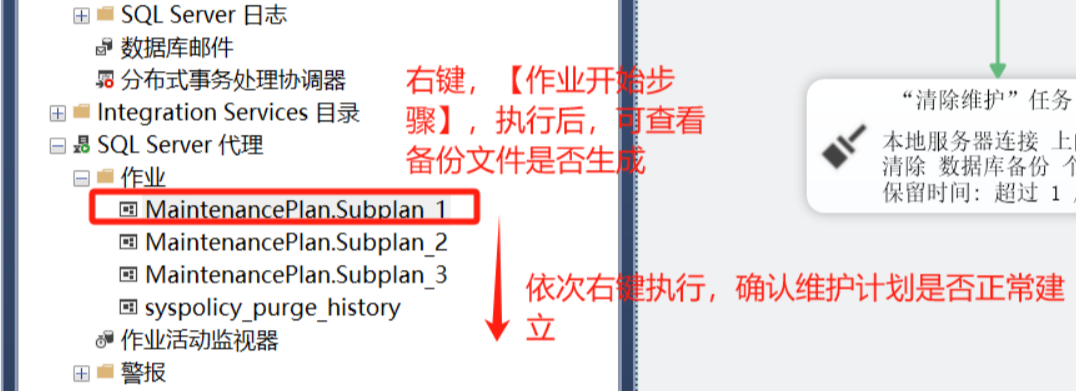 SQL Server 日志
数据库邮件
分布式事务处理协调器
Integration Services 目录
SQL Server 代理
作业
MaintenancePlan.Subplan_1
MaintenancePlan.Subplan_2
MaintenancePlan.Subplan_3
syspolicy_purge_history
作业活动监视器
警报
右键，【作业开始步
骤】，执行后，可查看
备份文件是否生成
依次右键执行，确认维护计划是否正常建
立
“清除维护”任务
本地服务器连接 上
清除 数据库备份
保留时间: 超过 1